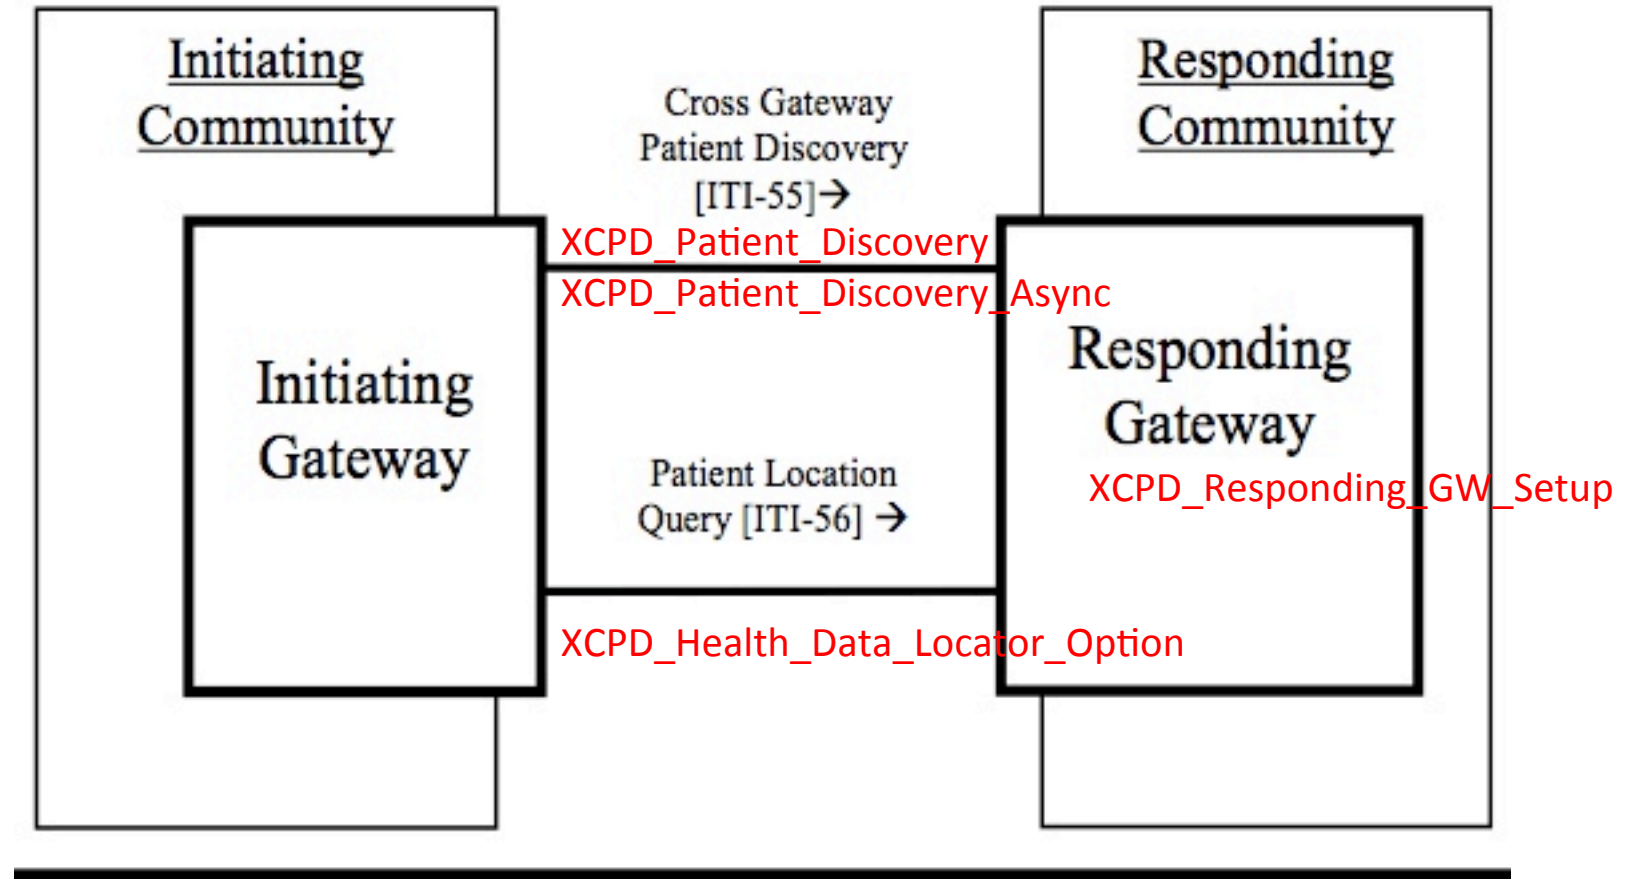 Initiating
Community
Cross Gateway
Patient Discovery
[ITI-55]→
Responding
Community
XCPD_Patient_Discovery
XCPD_Patient_Discovery_Async
Initiating
Gateway
Responding
Gateway
Patient Location
Query [ITI-56] →
XCPD_Responding_GW_Setup
XCPD_Health_Data_Locator_Option